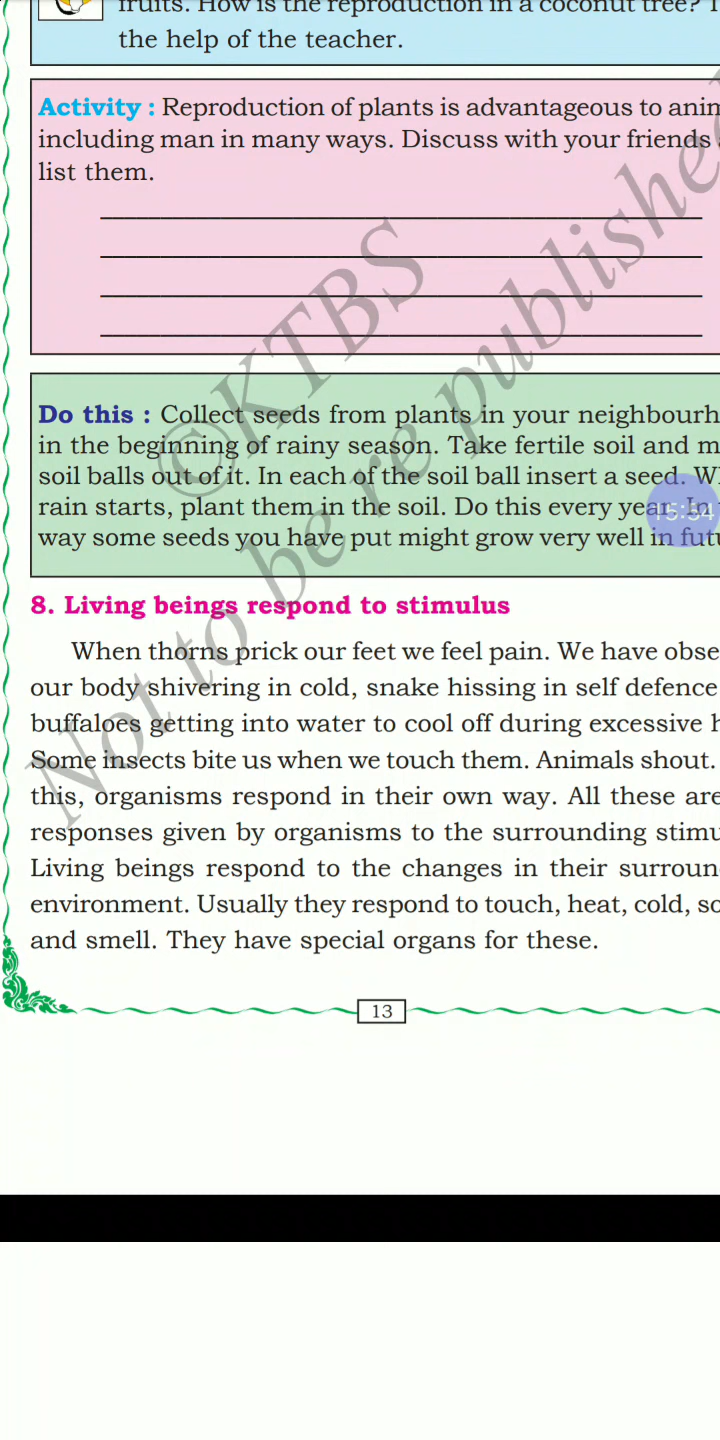 fruits. How is the reproduction in a coconut tree?
the help of the teacher.
Activity : Reproduction of plants is advantageous to
including man in many ways. Discuss with your friends
list them.
Do this : Collect seeds from plants in your
in the beginning of rainy season. Take fertile soil and
soil balls out of it. In each of the soil ball insert a seed.
rain starts, plant them in the soil. Do this every year. In
way some seeds you have put might grow very well in
15:54
8. Living beings respond to stimulus
When thorns prick our feet we feel pain. We have
our body shivering in cold, snake hissing in self defence
buffaloes getting into water to cool off during excessive
Some insects bite us when we touch them. Animals shout.
this, organisms respond in their own way. All these are
responses given by organisms to the surrounding
Living beings respond to the changes in their
environment. Usually they respond to touch, heat, cold,
and smell. They have special organs for these.
13
©KTBS
Not to be re published